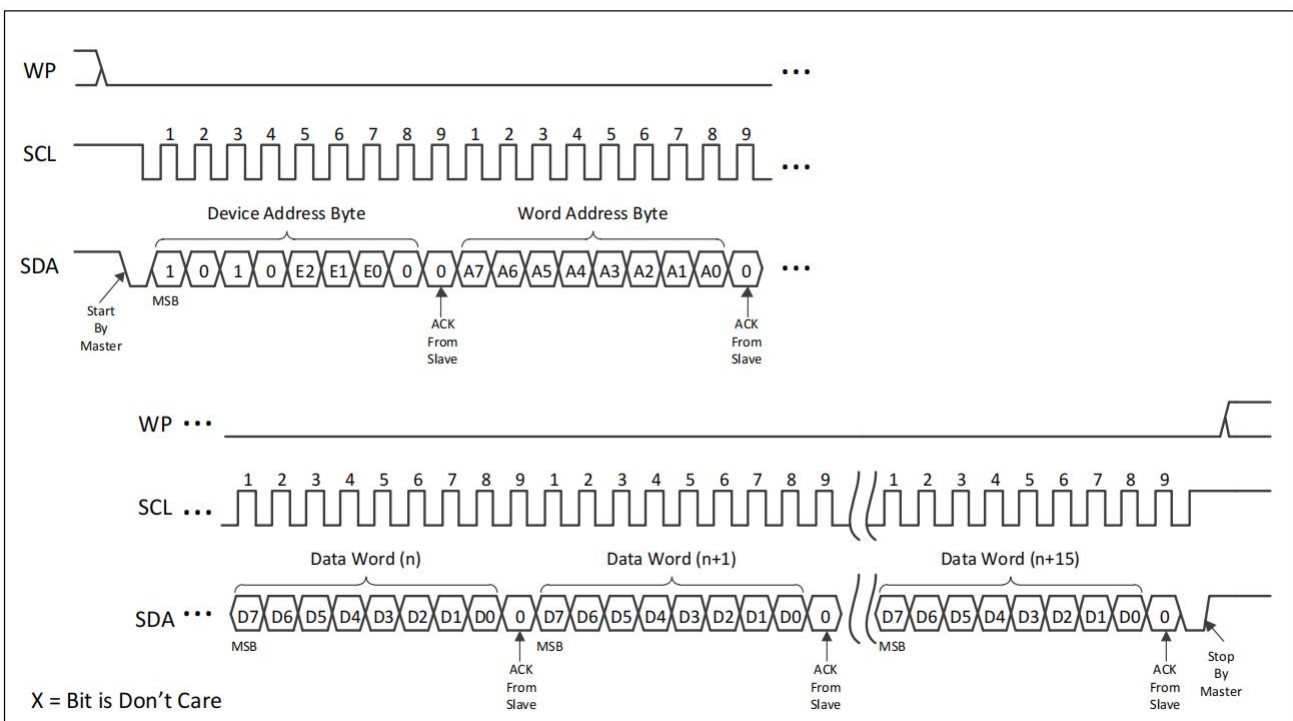 WP ...
SCL 1 2 3 4 5 6 7 8 9 1 2 3 4 5 6 7 8 9 ...
Device Address Byte Word Address Byte
SDA 1 0 1 0 E2 E1 E0 0 0 A7 A6 A5 A4 A3 A2 A1 A0 0 ...
MSB
Start
By
Master
ACK
From
Slave
ACK
From
Slave
WP ...
SCL ... 1 2 3 4 5 6 7 8 9 1 2 3 4 5 6 7 8 9 1 2 3 4 5 6 7 8 9
Data Word (n) Data Word (n+1) Data Word (n+15)
SDA ... D7 D6 D5 D4 D3 D2 D1 D0 0 D7 D6 D5 D4 D3 D2 D1 D0 0 D7 D6 D5 D4 D3 D2 D1 D0 0
MSB MSB MSB
ACK
From
Slave
ACK
From
Slave
ACK
From
Slave
Stop
By
Master
X = Bit is Don't Care